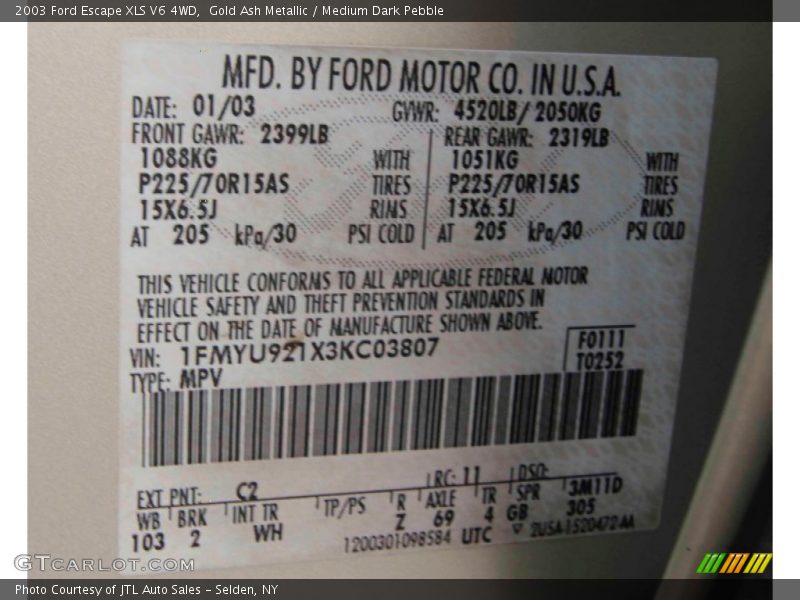 2003 Ford Escape XLS V6 4WD,  Gold Ash Metallic / Medium Dark Pebble
MFD. BY FORD MOTOR CO. IN U.S.A.
DATE: 01/03 GVWR: 4520LB/2050KG
FRONT GAWR: 2399LB REAR GAWR: 2319LB
1088KG WITH 1051KG WITH
P225/70R15AS TIRES P225/70R15AS TIRES
15X6.5J RIMS 15X6.5J RIMS
AT 205 kPa/30 PSI COLD AT 205 kPa/30 PSI COLD
THIS VEHICLE CONFORMS TO ALL APPLICABLE FEDERAL MOTOR
VEHICLE SAFETY AND THEFT PREVENTION STANDARDS IN
EFFECT ON THE DATE OF MANUFACTURE SHOWN ABOVE.
VIN: 1FMYU921X3KC03807 F0111
TYPE: MPV T0252
EXT PNT: C2 RC: 11 DSO:
WB BRK INT TR TP/PS R AXLE TR SPR 3M11D
103 2 WH Z 69 4 GB 305
1200301098584 UTC ▽ 2USA-1520472-AA
GTCarLot.com
Photo Courtesy of JTL Auto Sales - Selden, NY